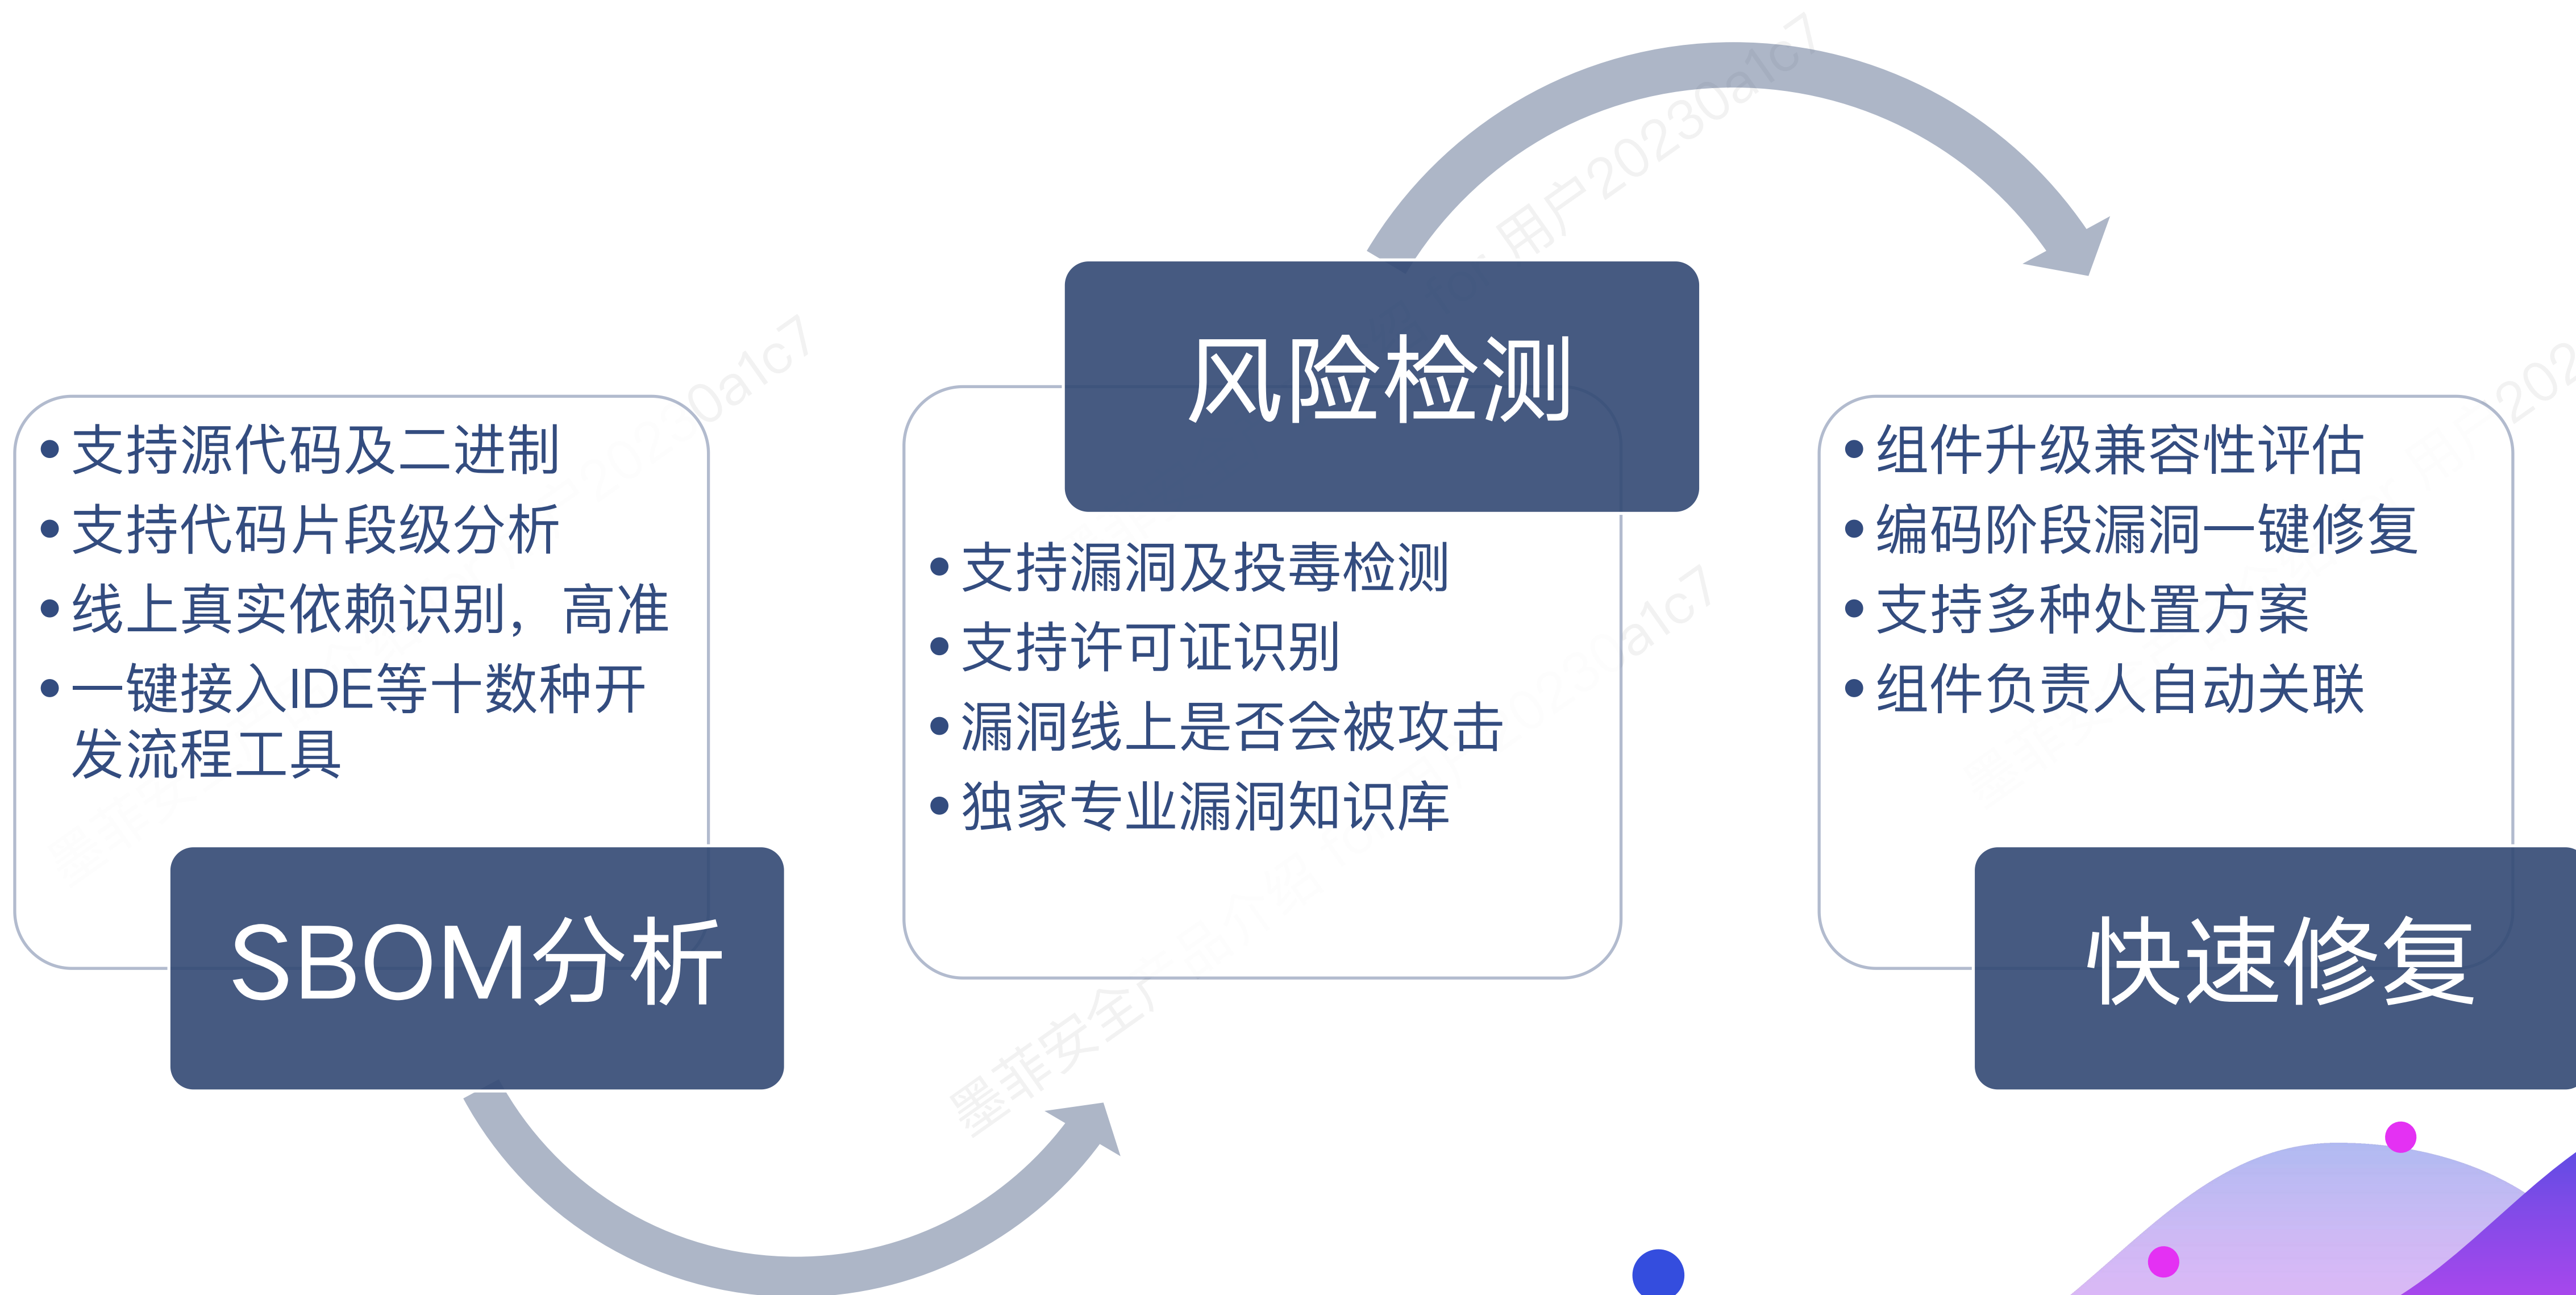 • 支持源代码及二进制
• 支持代码片段级分析
• 线上真实依赖识别，高准
• 一键接入IDE等十数种开
发流程工具
SBOM分析
风险检测
• 支持漏洞及投毒检测
• 支持许可证识别
• 漏洞线上是否会被攻击
• 独家专业漏洞知识库
• 组件升级兼容性评估
• 编码阶段漏洞一键修复
• 支持多种处置方案
• 组件负责人自动关联
快速修复